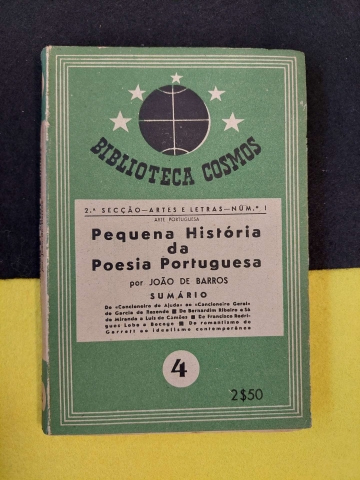 BIBLIOTECA COSMOS
2.ª SECÇÃO—ARTES E LETRAS—NÚM.º 1
ARTE PORTUGUESA
Pequena História
da
Poesia Portuguesa
por JOÃO DE BARROS
SUMÁRIO
Do «Cancioneiro da Ajuda» ao «Cancioneiro Geral»
de Garcia de Resende ■ De Bernardim Ribeiro e Sá
de Miranda a Luís de Camões ■ De Francisco Rodri-
gues Lobo a Bocage ■ Do romantismo de
Garrett ao idealismo contemporâneo
4
2$50